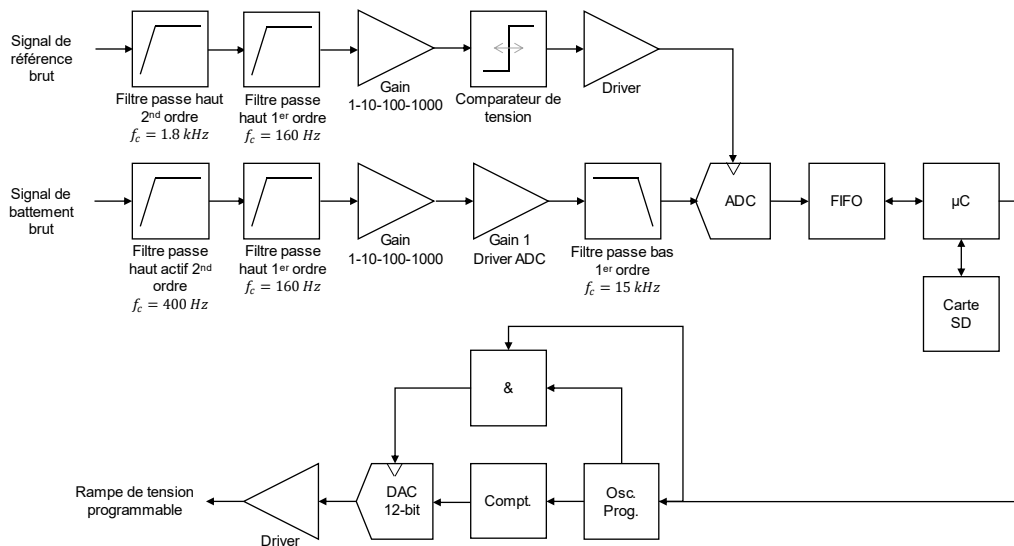 Signal de
référence
brut
Filtre passe haut
2nd ordre
f_c = 1.8 kHz
Filtre passe
haut 1er ordre
f_c = 160 Hz
Gain
1-10-100-1000
Comparateur de
tension
Driver
Signal de
battement
brut
Filtre passe
haut actif 2nd
ordre
f_c = 400 Hz
Filtre passe
haut 1er ordre
f_c = 160 Hz
Gain
1-10-100-1000
Gain 1
Driver ADC
Filtre passe bas
1er ordre
f_c = 15 kHz
ADC
FIFO
µC
Carte
SD
&
Rampe de tension
programmable
Driver
DAC
12-bit
Compt.
Osc.
Prog.